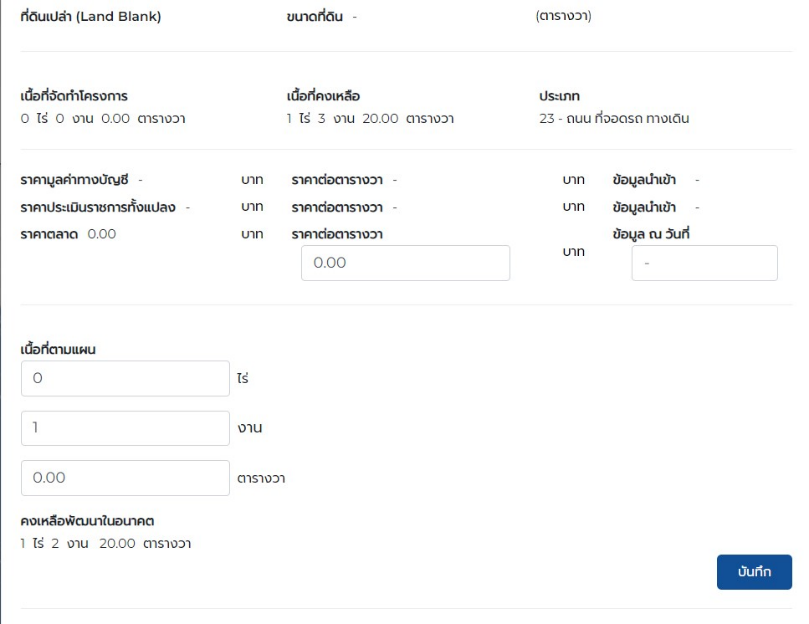 ที่ดินเปล่า (Land Blank) ขนาดที่ดิน - (ตารางวา)
เนื้อที่จัดทำโครงการ เนื้อที่คงเหลือ ประเภท
0 ไร่ 0 งาน 0.00 ตารางวา 1 ไร่ 3 งาน 20.00 ตารางวา 23 - ถนน ที่จอดรถ ทางเดิน
ราคามูลค่าทางบัญชี - บาท ราคาต่อตารางวา - บาท ข้อมูลนำเข้า -
ราคาประเมินราชการทั้งแปลง - บาท ราคาต่อตารางวา - บาท ข้อมูลนำเข้า -
ราคาตลาด 0.00 บาท ราคาต่อตารางวา ข้อมูล ณ วันที่
0.00 บาท -
เนื้อที่ตามแผน
0 ไร่
1 งาน
0.00 ตารางวา
คงเหลือพัฒนาในอนาคต
1 ไร่ 2 งาน 20.00 ตารางวา
บันทึก